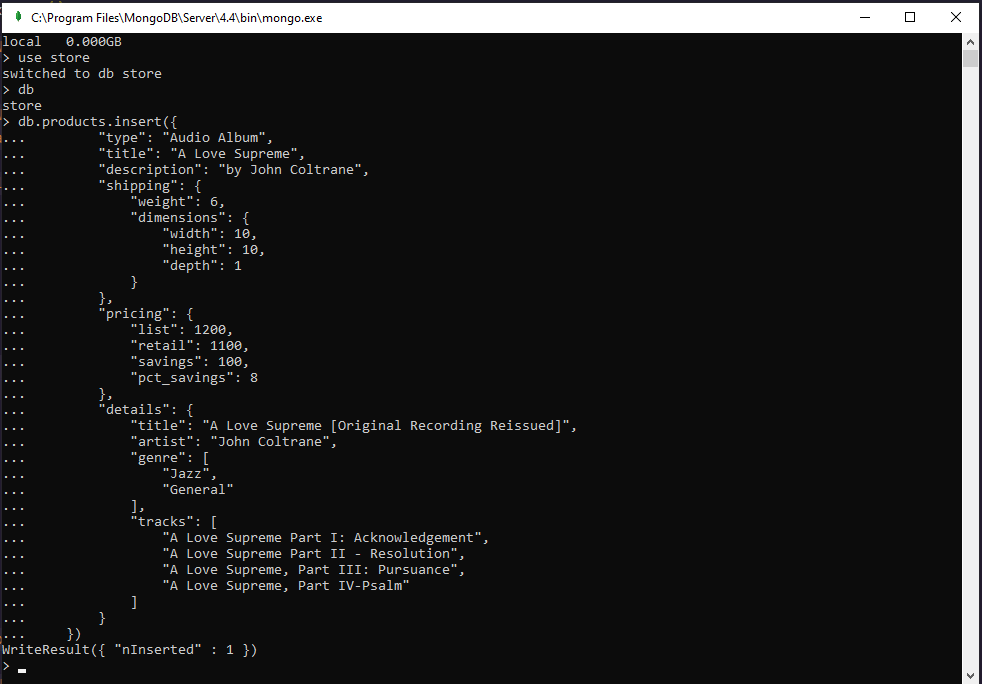 C:\Program Files\MongoDB\Server\4.4\bin\mongo.exe
local   0.000GB
> use store
switched to db store
> db
store
> db.products.insert({
...         "type": "Audio Album",
...         "title": "A Love Supreme",
...         "description": "by John Coltrane",
...         "shipping": {
...             "weight": 6,
...             "dimensions": {
...                 "width": 10,
...                 "height": 10,
...                 "depth": 1
...             }
...         },
...         "pricing": {
...             "list": 1200,
...             "retail": 1100,
...             "savings": 100,
...             "pct_savings": 8
...         },
...         "details": {
...             "title": "A Love Supreme [Original Recording Reissued]",
...             "artist": "John Coltrane",
...             "genre": [
...                 "Jazz",
...                 "General"
...             ],
...             "tracks": [
...                 "A Love Supreme Part I: Acknowledgement",
...                 "A Love Supreme Part II - Resolution",
...                 "A Love Supreme, Part III: Pursuance",
...                 "A Love Supreme, Part IV-Psalm"
...             ]
...         }
...     })
WriteResult({ "nInserted" : 1 })
>